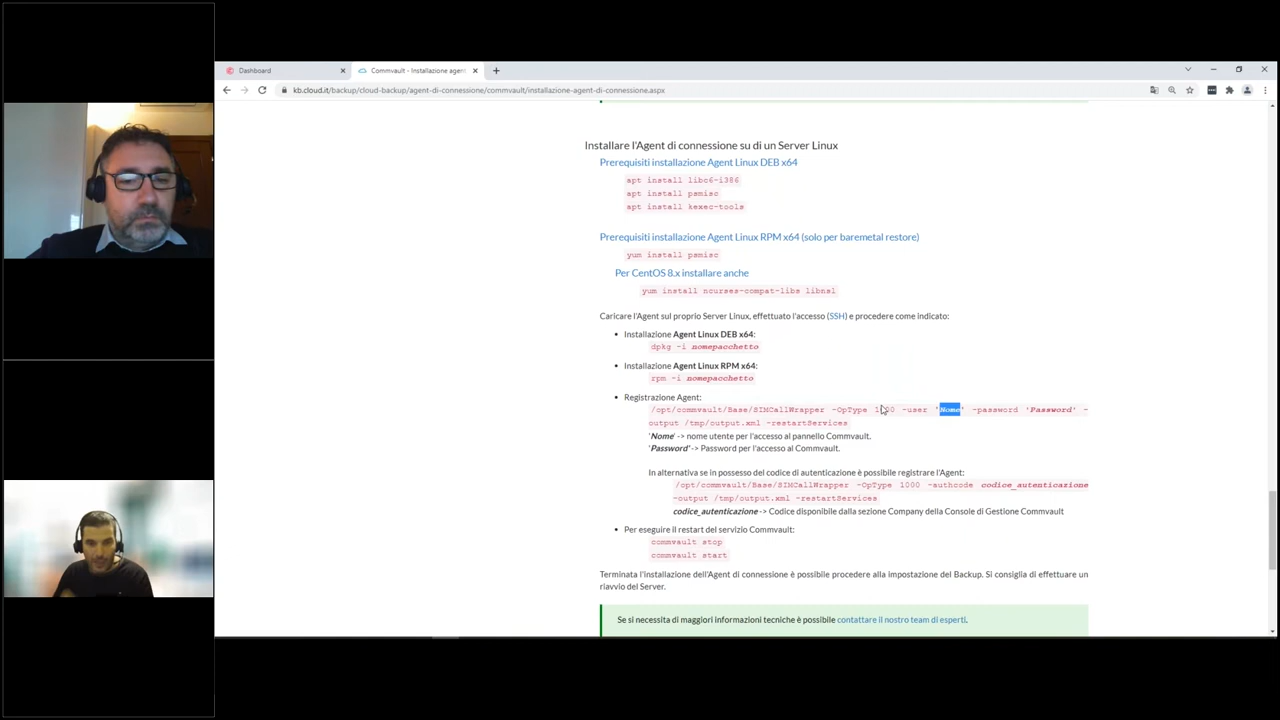 Dashboard
Commvault - Installazione agent
kb.cloud.it/backup/cloud-backup/agent-di-connessione/commvault/installazione-agent-di-connessione.aspx
Installare l'Agent di connessione su di un Server Linux
Prerequisiti installazione Agent Linux DEB x64
apt install libc6-i386
apt install psmisc
apt install kexec-tools
Prerequisiti installazione Agent Linux RPM x64 (solo per baremetal restore)
yum install psmisc
Per CentOS 8.x installare anche
yum install ncurses-compat-libs libnsl
Caricare l'Agent sul proprio Server Linux, effettuato l'accesso (SSH) e procedere come indicato:
• Installazione Agent Linux DEB x64:
dpkg -i nomepacchetto
• Installazione Agent Linux RPM x64:
rpm -i nomepacchetto
• Registrazione Agent:
/opt/commvault/Base/SIMCallWrapper -OpType 1000 -user 'Nome' -password 'Password' -
output /tmp/output.xml -restartServices
'Nome' -> nome utente per l'accesso al pannello Commvault.
'Password'-> Password per l'accesso al Commvault.
In alternativa se in possesso del codice di autenticazione è possibile registrare l'Agent:
/opt/commvault/Base/SIMCallWrapper -OpType 1000 -authcode codice_autenticazione
-output /tmp/output.xml -restartServices
codice_autenticazione -> Codice disponibile dalla sezione Company della Console di Gestione Commvault
• Per eseguire il restart del servizio Commvault:
commvault stop
commvault start
Terminata l'installazione dell'Agent di connessione è possibile procedere alla impostazione del Backup. Si consiglia di effettuare un
riavvio del Server.
Se si necessita di maggiori informazioni tecniche è possibile contattare il nostro team di esperti.